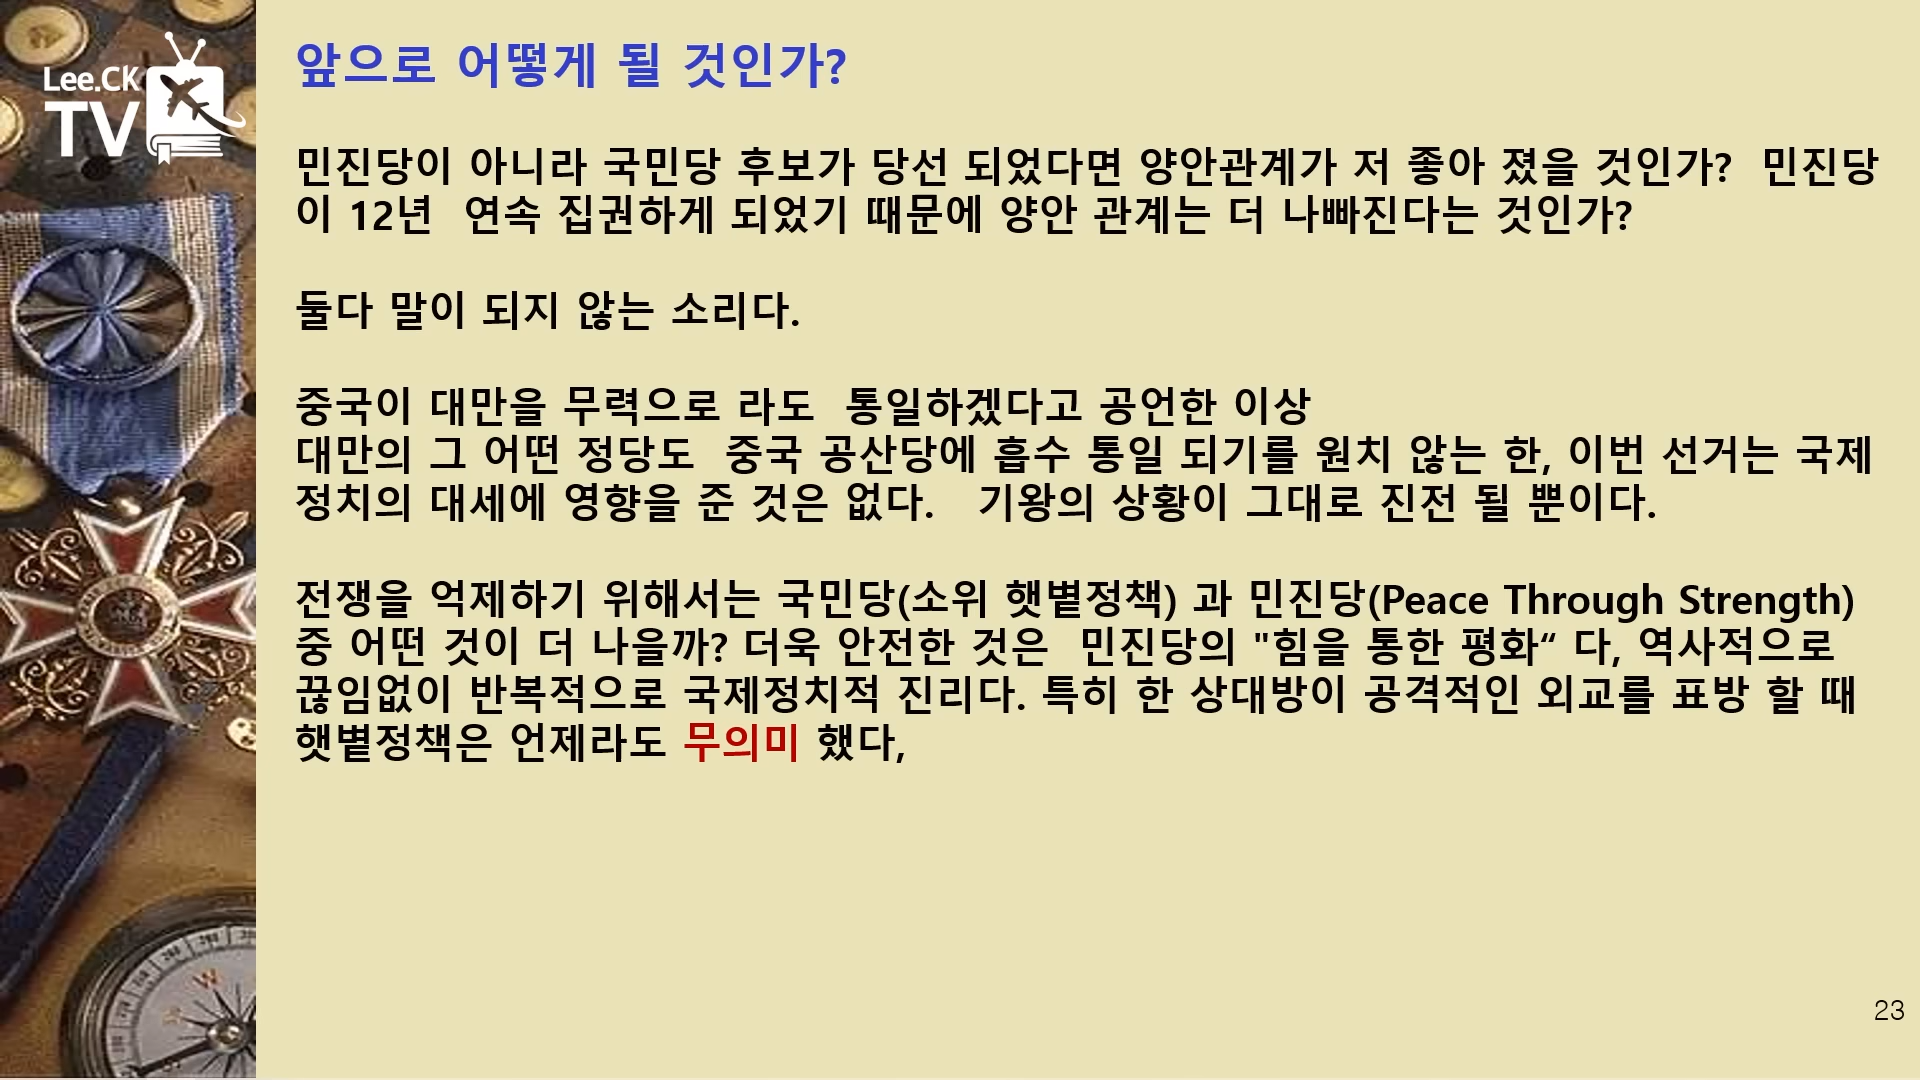 Lee.CK
TV
앞으로 어떻게 될 것인가?
민진당이 아니라 국민당 후보가 당선 되었다면 양안관계가 저 좋아 졌을 것인가?  민진당
이 12년  연속 집권하게 되었기 때문에 양안 관계는 더 나빠진다는 것인가?
둘다 말이 되지 않는 소리다.
중국이 대만을 무력으로 라도  통일하겠다고 공언한 이상
대만의 그 어떤 정당도  중국 공산당에 흡수 통일 되기를 원치 않는 한, 이번 선거는 국제
정치의 대세에 영향을 준 것은 없다.   기왕의 상황이 그대로 진전 될 뿐이다.
전쟁을 억제하기 위해서는 국민당(소위 햇볕정책) 과 민진당(Peace Through Strength)
중 어떤 것이 더 나을까? 더욱 안전한 것은  민진당의 "힘을 통한 평화“ 다, 역사적으로
끊임없이 반복적으로 국제정치적 진리다. 특히 한 상대방이 공격적인 외교를 표방 할 때
햇볕정책은 언제라도 무의미 했다,
W
23